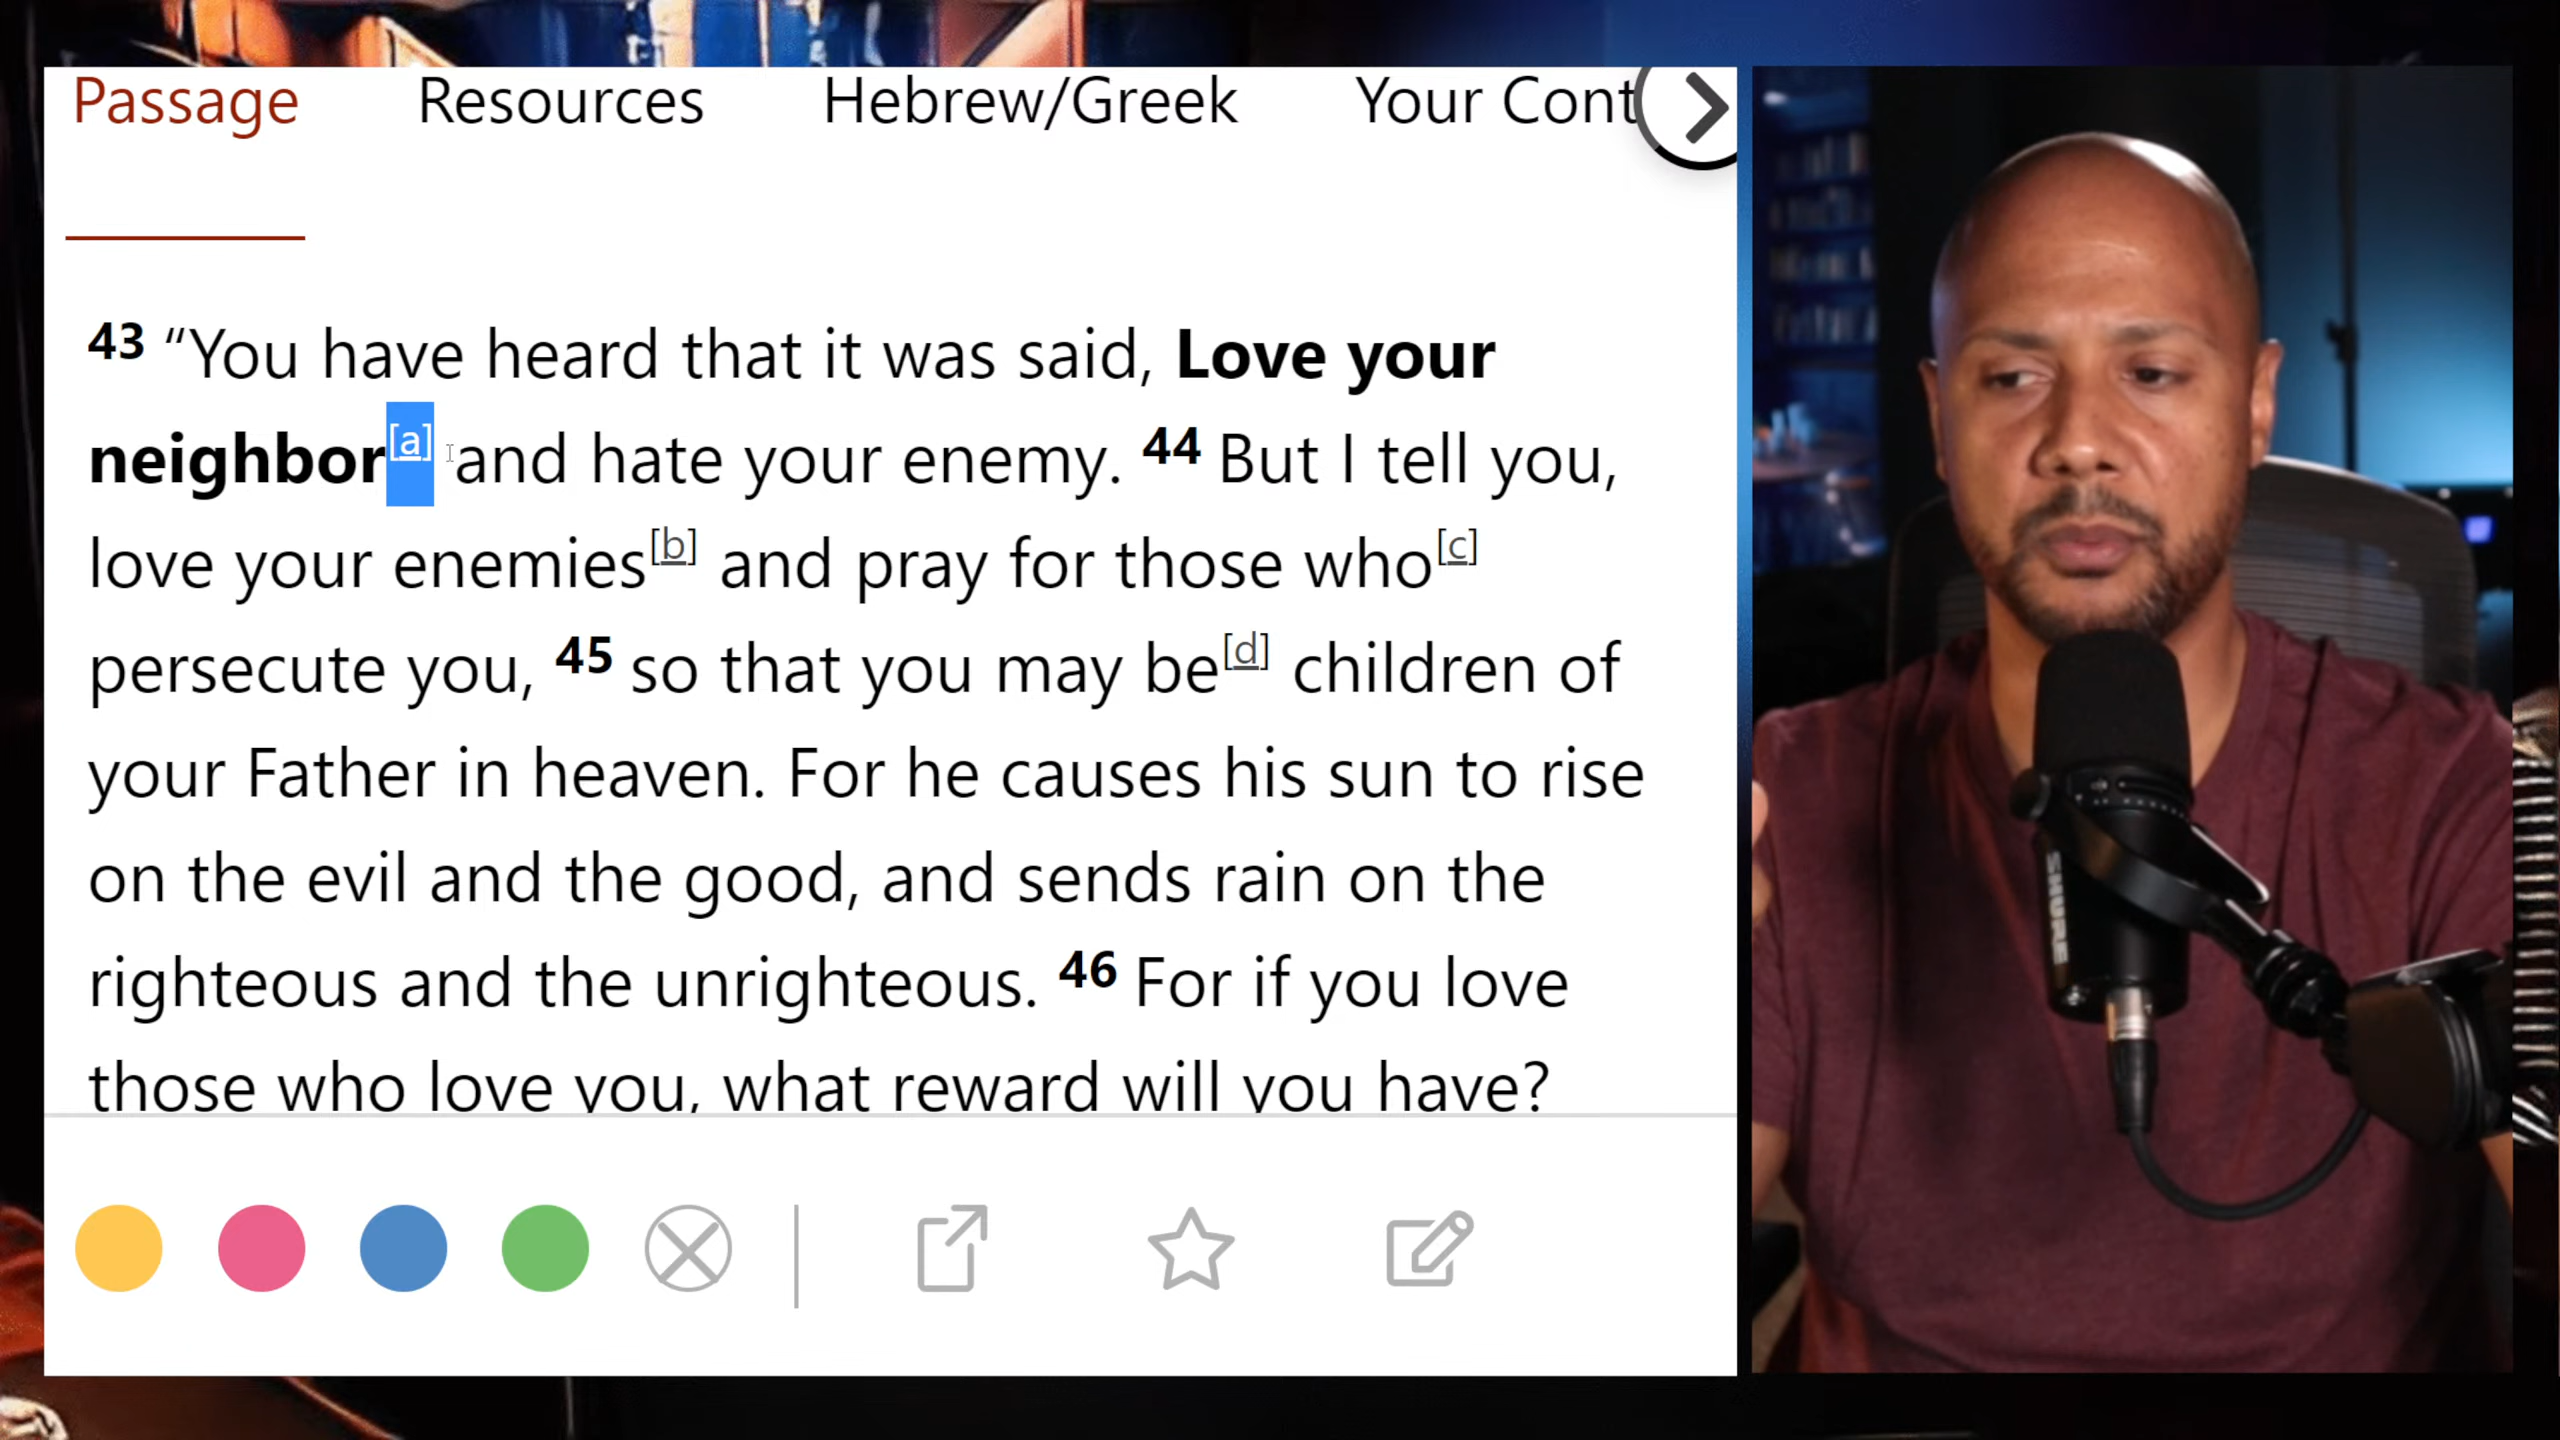 Passage Resources Hebrew/Greek Your Cont
43 “You have heard that it was said, Love your
neighbor[a] and hate your enemy. 44 But I tell you,
love your enemies[b] and pray for those who[c]
persecute you, 45 so that you may be[d] children of
your Father in heaven. For he causes his sun to rise
on the evil and the good, and sends rain on the
righteous and the unrighteous. 46 For if you love
those who love you, what reward will you have?
SHURE